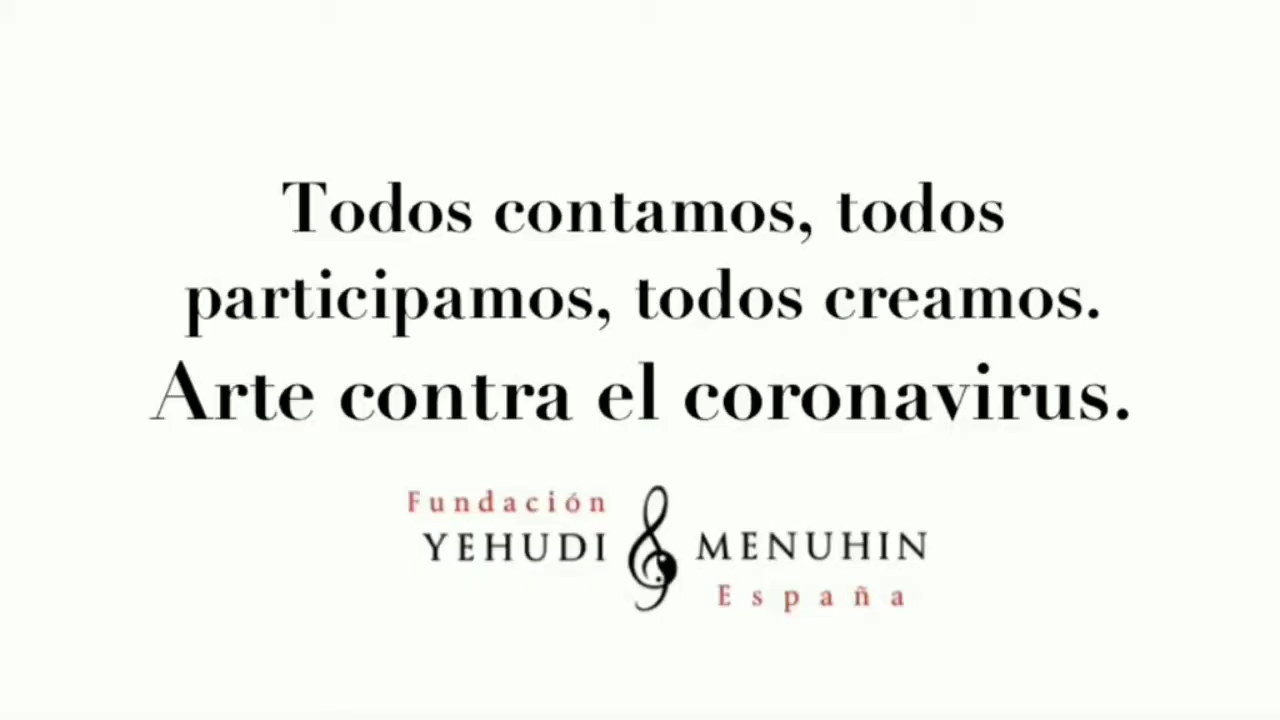 Todos contamos, todos
participamos, todos creamos.
Arte contra el coronavirus.
Fundación
YEHUDI MENUHIN
España